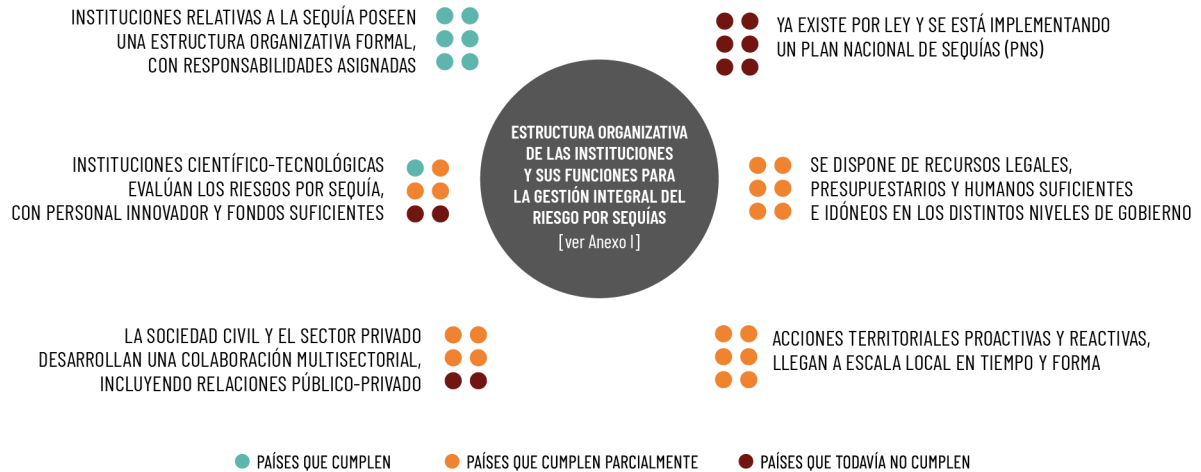 INSTITUCIONES RELATIVAS A LA SEQUÍA POSEEN
UNA ESTRUCTURA ORGANIZATIVA FORMAL,
CON RESPONSABILIDADES ASIGNADAS
YA EXISTE POR LEY Y SE ESTÁ IMPLEMENTANDO
UN PLAN NACIONAL DE SEQUÍAS (PNS)
ESTRUCTURA ORGANIZATIVA
DE LAS INSTITUCIONES
Y SUS FUNCIONES PARA
LA GESTIÓN INTEGRAL DEL
RIESGO POR SEQUÍAS
[ver Anexo I]
INSTITUCIONES CIENTÍFICO-TECNOLÓGICAS
EVALÚAN LOS RIESGOS POR SEQUÍA,
CON PERSONAL INNOVADOR Y FONDOS SUFICIENTES
SE DISPONE DE RECURSOS LEGALES,
PRESUPUESTARIOS Y HUMANOS SUFICIENTES
E IDÓNEOS EN LOS DISTINTOS NIVELES DE GOBIERNO
LA SOCIEDAD CIVIL Y EL SECTOR PRIVADO
DESARROLLAN UNA COLABORACIÓN MULTISECTORIAL,
INCLUYENDO RELACIONES PÚBLICO-PRIVADO
ACCIONES TERRITORIALES PROACTIVAS Y REACTIVAS,
LLEGAN A ESCALA LOCAL EN TIEMPO Y FORMA
PAÍSES QUE CUMPLEN
PAÍSES QUE CUMPLEN PARCIALMENTE
PAÍSES QUE TODAVÍA NO CUMPLEN